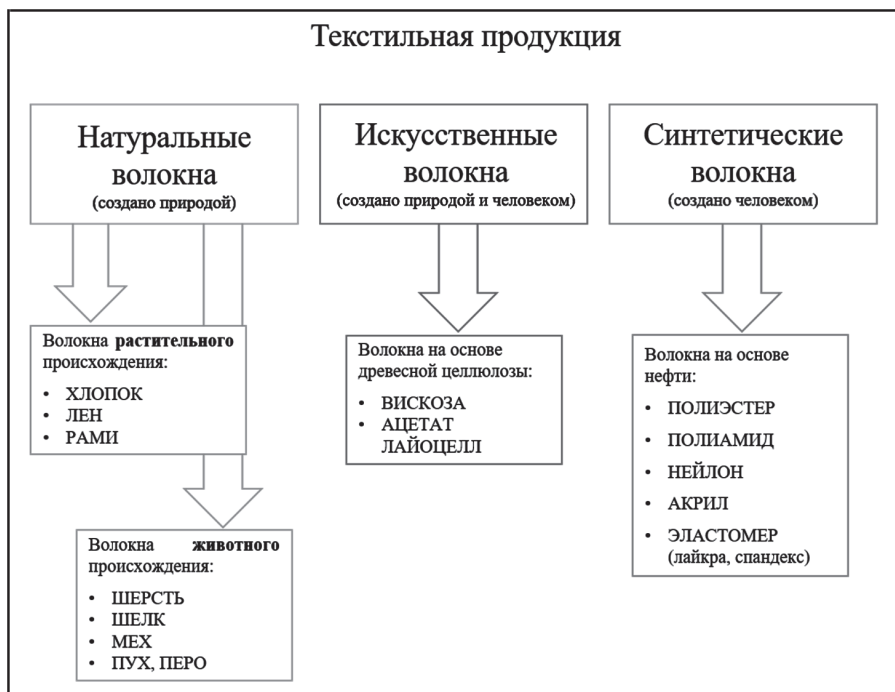 Текстильная продукция
Натуральные
волокна
(создано природой)
Волокна растительного
происхождения:
• ХЛОПОК
• ЛЕН
• РАМИ
Волокна животного
происхождения:
• ШЕРСТЬ
• ШЕЛК
• МЕХ
• ПУХ, ПЕРО
Искусственные
волокна
(создано природой и человеком)
Волокна на основе
древесной целлюлозы:
• ВИСКОЗА
• АЦЕТАТ
ЛАЙОЦЕЛЛ
Синтетические
волокна
(создано человеком)
Волокна на основе
нефти:
• ПОЛИЭСТЕР
• ПОЛИАМИД
• НЕЙЛОН
• АКРИЛ
• ЭЛАСТОМЕР
(лайкра, спандекс)